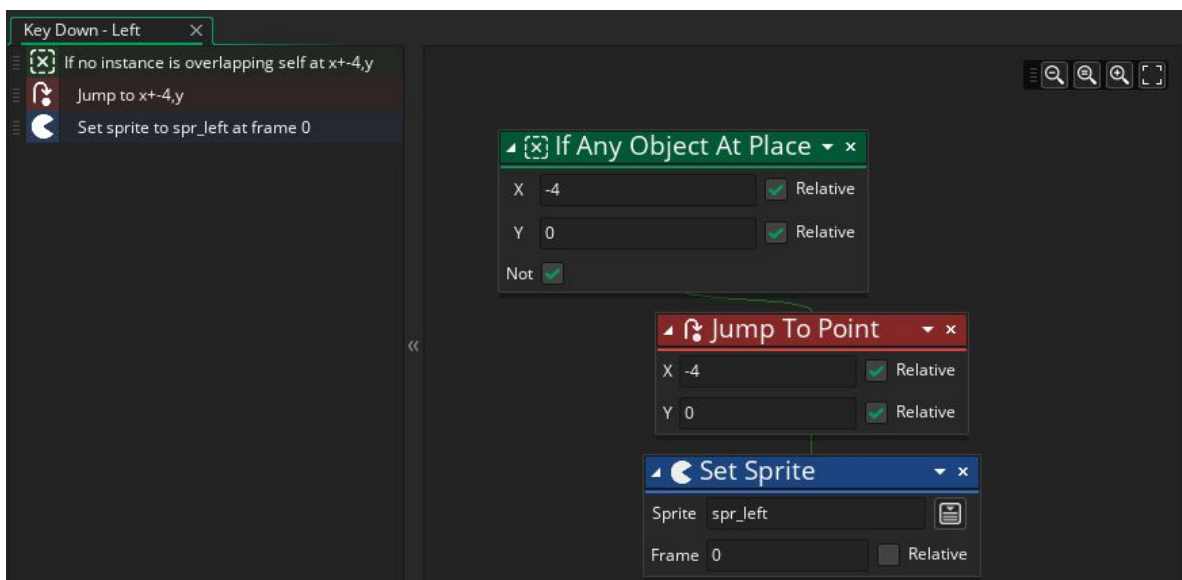 Key Down - Left ×
If no instance is overlapping self at x+-4,y
Jump to x+-4,y
Set sprite to spr_left at frame 0
If Any Object At Place
X -4 Relative
Y 0 Relative
Not
Jump To Point
X -4 Relative
Y 0 Relative
Set Sprite
Sprite spr_left
Frame 0 Relative